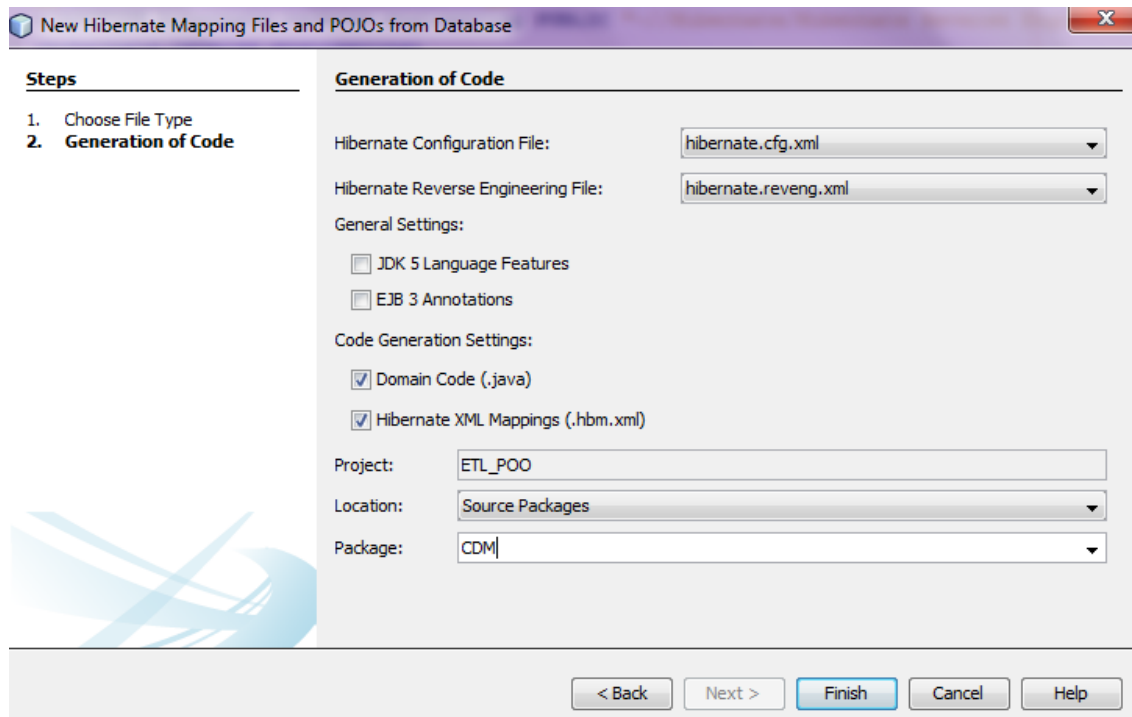 New Hibernate Mapping Files and POJOs from Database
Steps
1. Choose File Type
2. Generation of Code
Generation of Code
Hibernate Configuration File: hibernate.cfg.xml
Hibernate Reverse Engineering File: hibernate.reveng.xml
General Settings:
JDK 5 Language Features
EJB 3 Annotations
Code Generation Settings:
Domain Code (.java)
Hibernate XML Mappings (.hbm.xml)
Project: ETL_POO
Location: Source Packages
Package: CDM
< Back Next > Finish Cancel Help